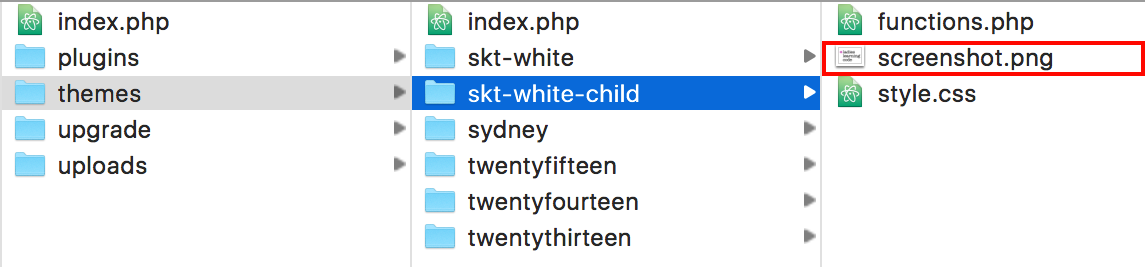 index.php
plugins
themes
upgrade
uploads
index.php
skt-white
skt-white-child
sydney
twentyfifteen
twentyfourteen
twentythirteen
functions.php
screenshot.png
style.css